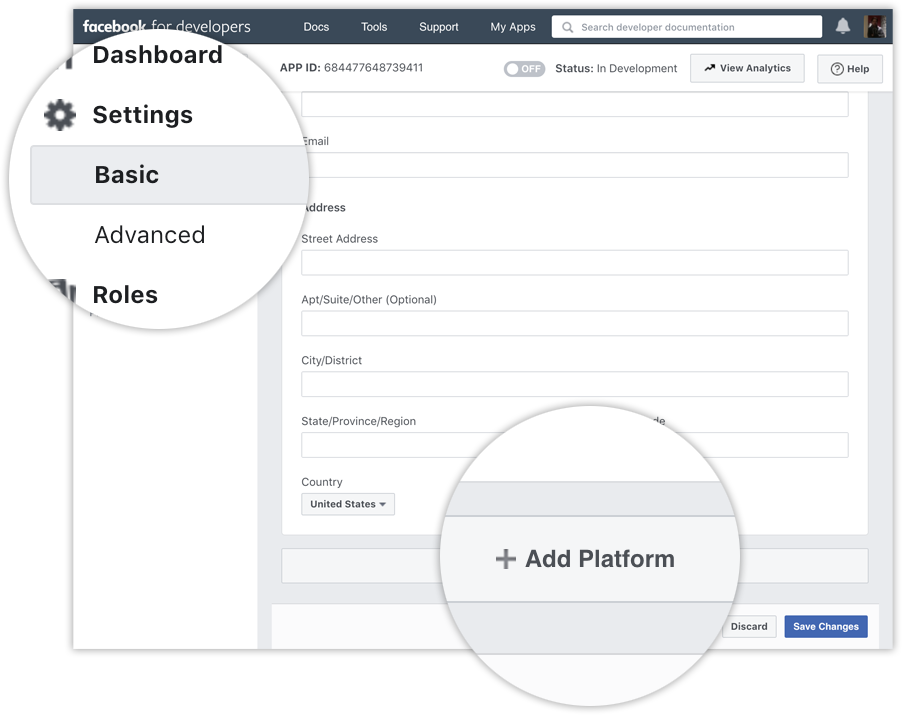 facebook for developers Docs Tools Support My Apps Search developer documentation
Dashboard
APP ID: 684477648739411 OFF Status: In Development View Analytics ? Help
Settings
Email
Basic
Address
Advanced
Street Address
Roles
Apt/Suite/Other (Optional)
City/District
State/Province/Region
Country
United States
+ Add Platform
Discard Save Changes